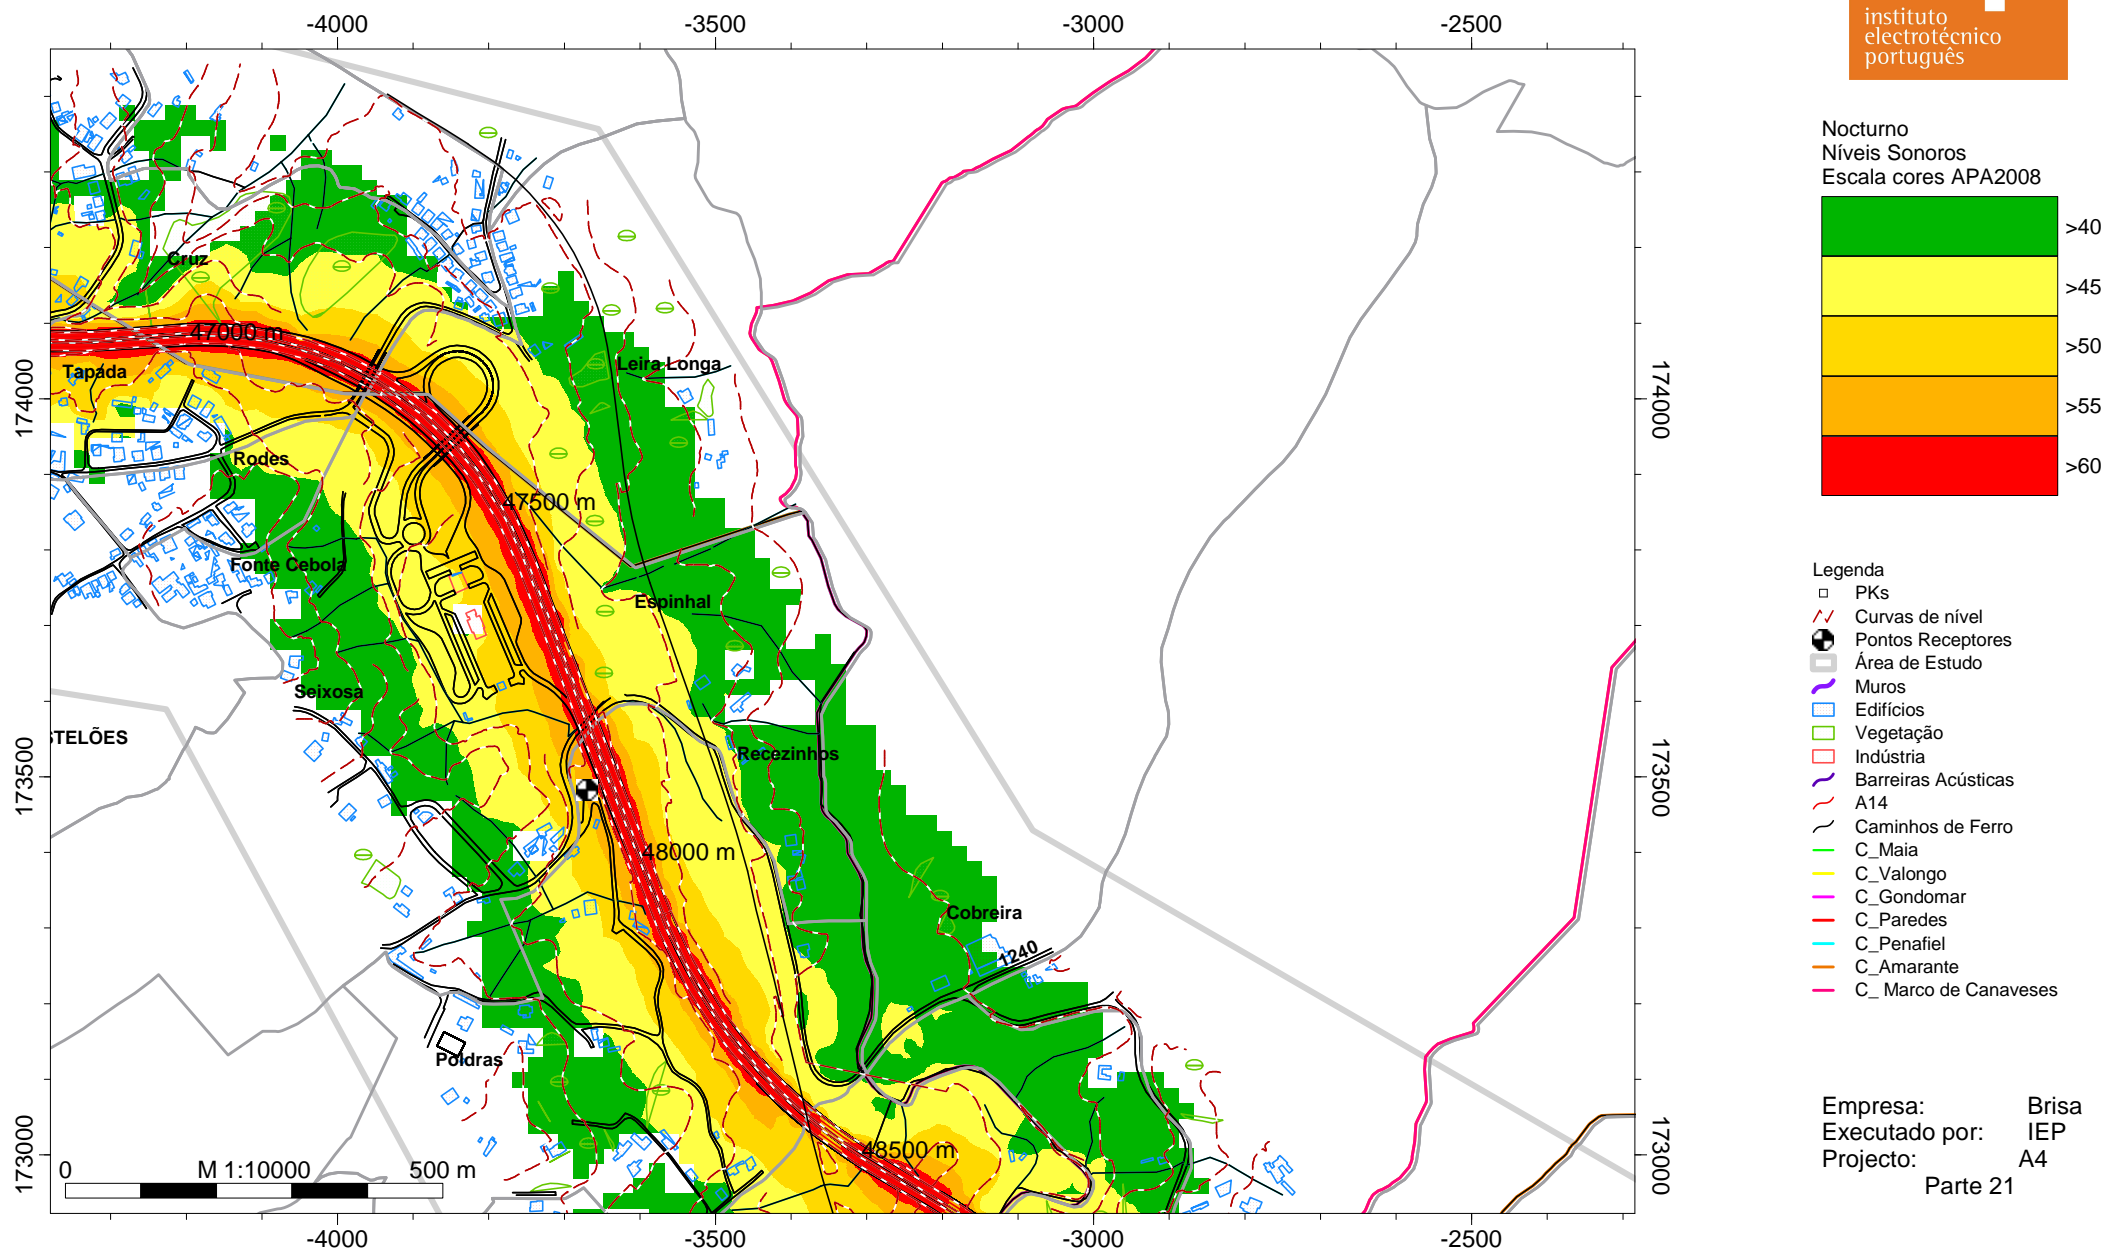 -4000
-3500
-3000
-2500
instituto
electrotécnico
português
Nocturno
Níveis Sonoros
Escala cores APA2008
>40
>45
>50
>55
>60
Cruz
47000 m
Tapada
Leira Longa
174000
174000
Rodes
47500 m
Fonte Cebola
Espinhal
Seixosa
STELÕES
Recezinhos
173500
173500
48000 m
Cobreira
1240
Poldras
48500 m
173000
173000
0
M 1:10000
500 m
-4000
-3500
-3000
-2500
Legenda
PKs
Curvas de nível
Pontos Receptores
Área de Estudo
Muros
Edifícios
Vegetação
Indústria
Barreiras Acústicas
A14
Caminhos de Ferro
C_Maia
C_Valongo
C_Gondomar
C_Paredes
C_Penafiel
C_Amarante
C_ Marco de Canaveses
Empresa: Brisa
Executado por: IEP
Projecto: A4
Parte 21